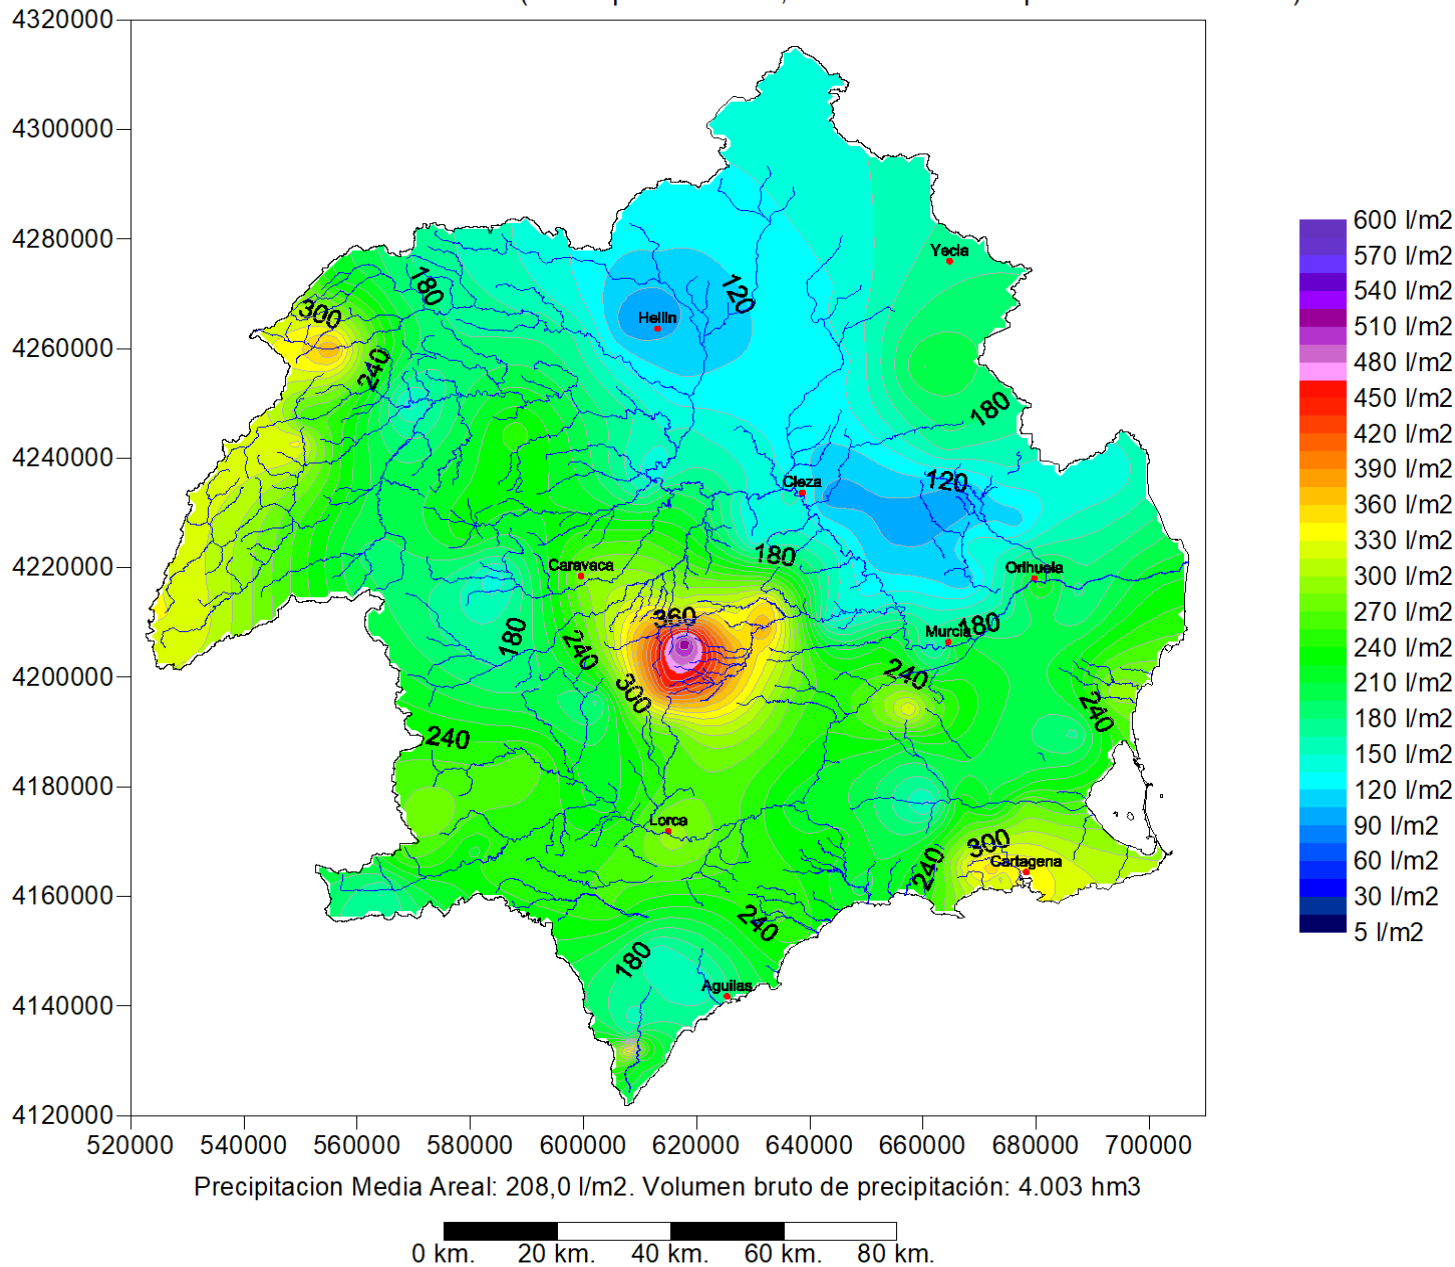 4320000
4300000
4280000
4260000
4240000
4220000
4200000
4180000
4160000
4140000
4120000
520000 540000 560000 580000 600000 620000 640000 660000 680000 700000
Yecla
180
300
120
Hellin
240
180
120
Cieza
180
Caravaca
Orihuela
360
180
180
Murcia
240
240
300
240
240
Lorca
300
Cartagena
240
240
180
Aguilas
600 l/m2
570 l/m2
540 l/m2
510 l/m2
480 l/m2
450 l/m2
420 l/m2
390 l/m2
360 l/m2
330 l/m2
300 l/m2
270 l/m2
240 l/m2
210 l/m2
180 l/m2
150 l/m2
120 l/m2
90 l/m2
60 l/m2
30 l/m2
5 l/m2
Precipitacion Media Areal: 208,0 l/m2. Volumen bruto de precipitación: 4.003 hm3
0 km. 20 km. 40 km. 60 km. 80 km.